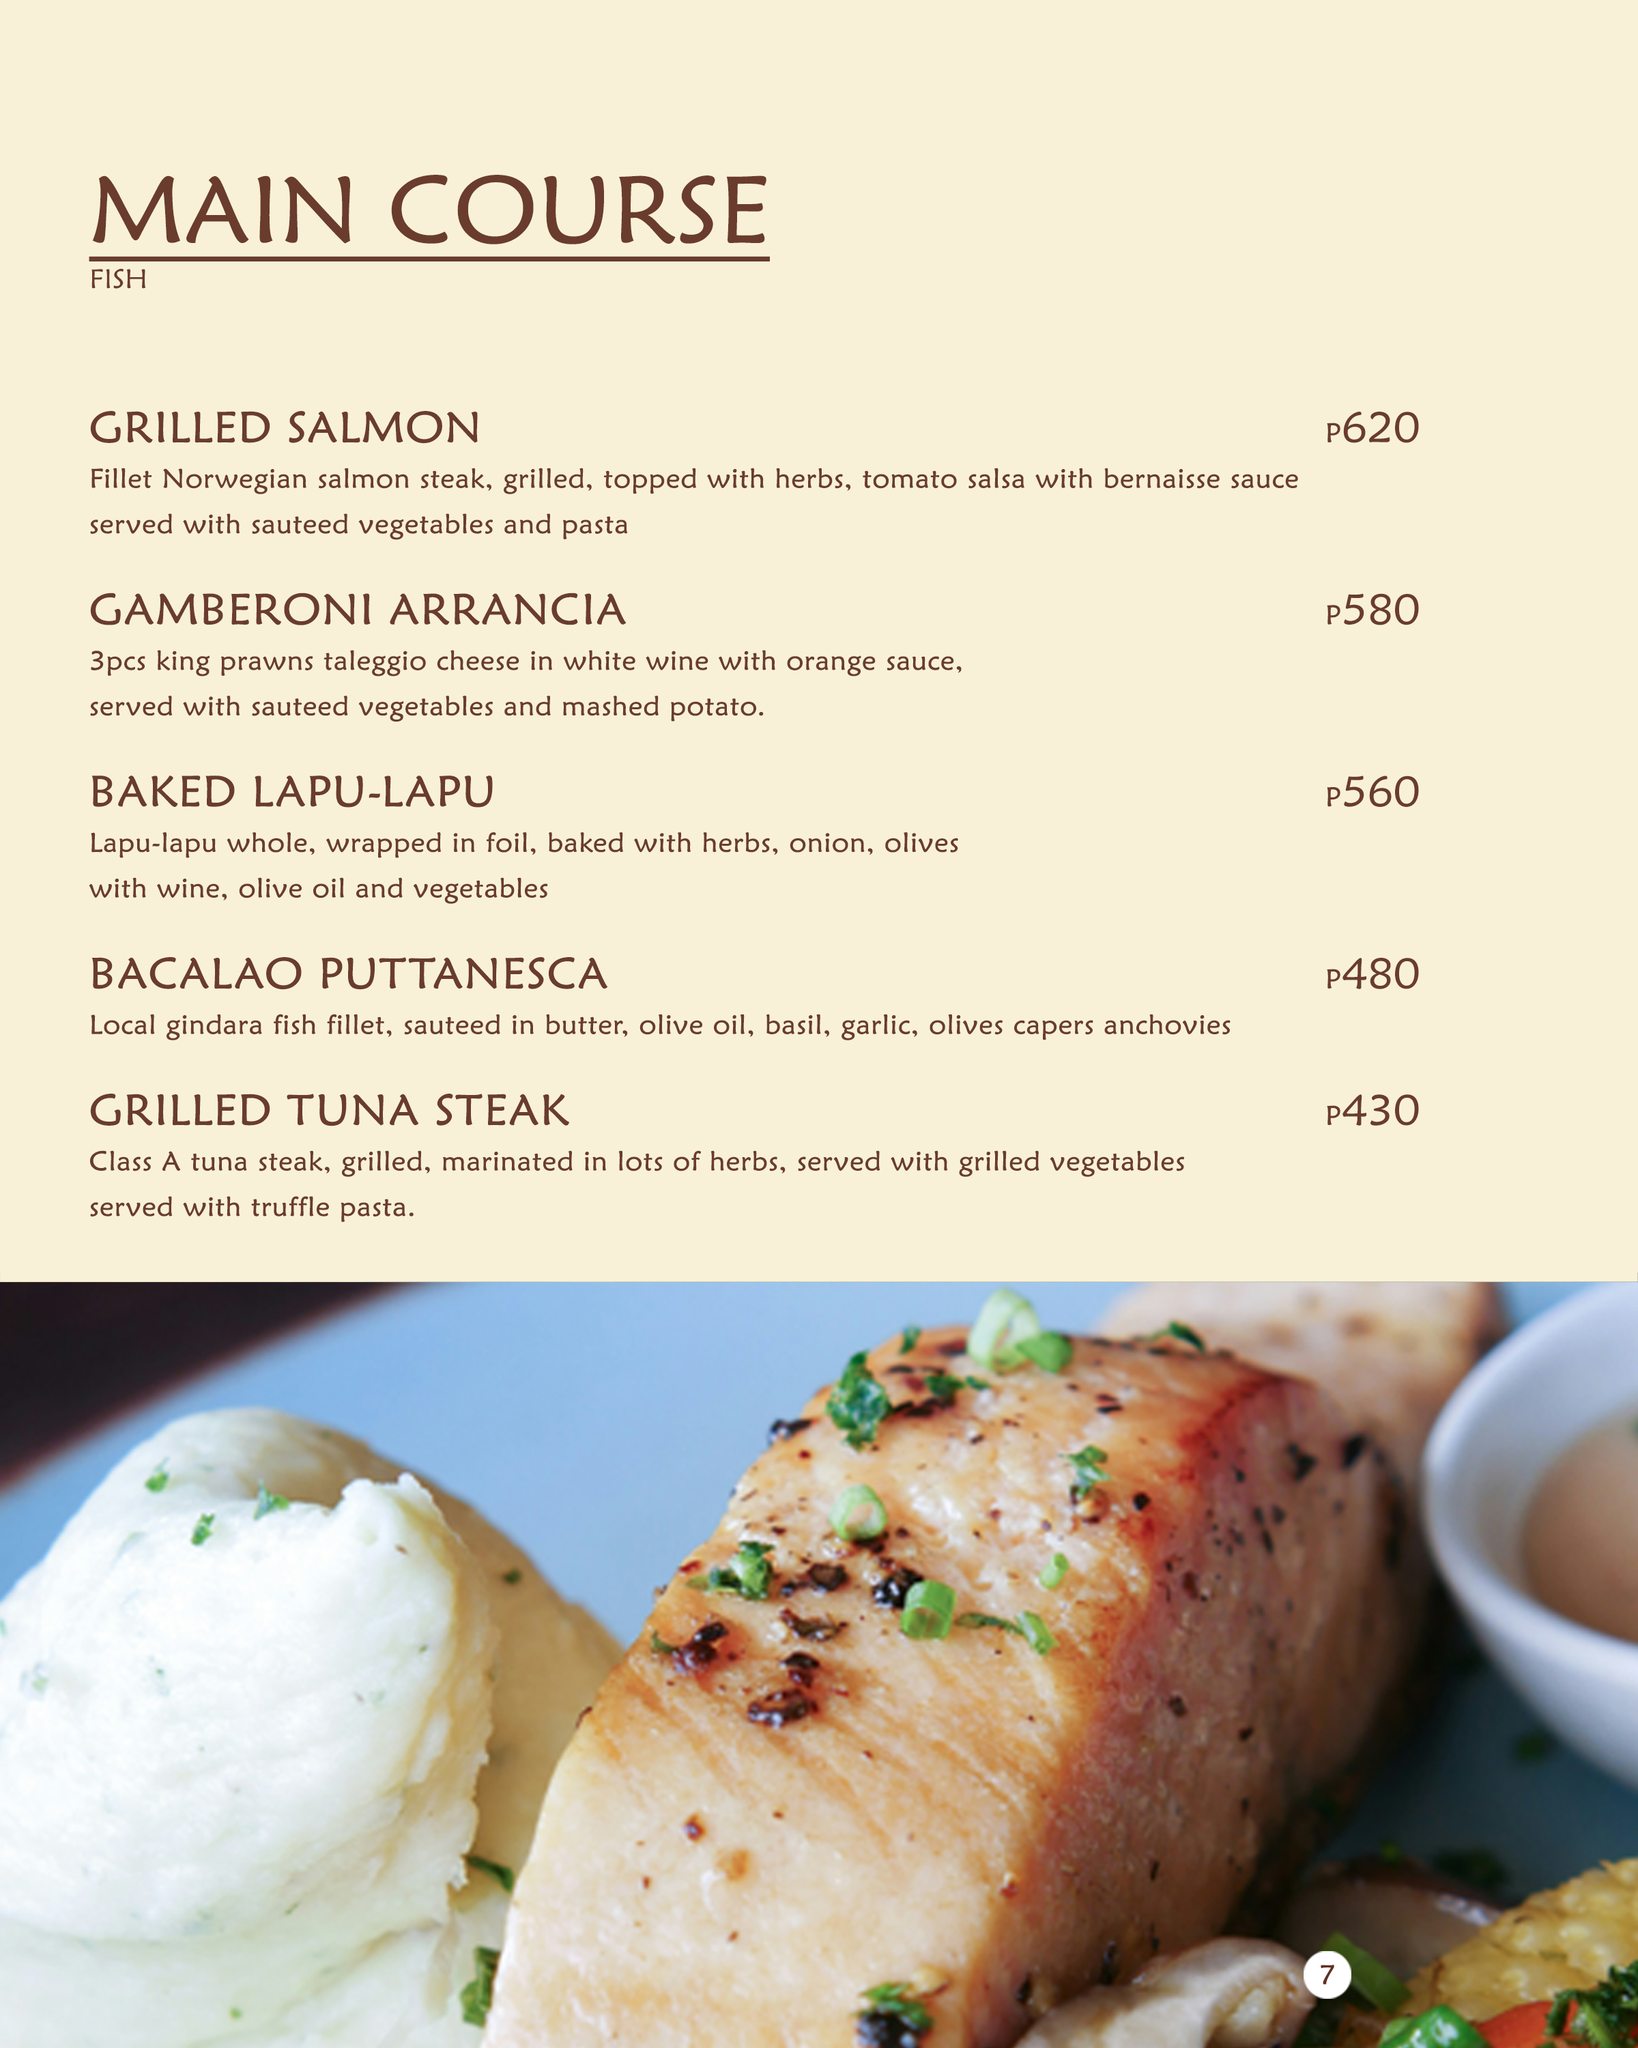 MAIN COURSE
FISH
GRILLED SALMON P620
Fillet Norwegian salmon steak, grilled, topped with herbs, tomato salsa with bernaisse sauce
served with sauteed vegetables and pasta
GAMBERONI ARRANCIA P580
3pcs king prawns taleggio cheese in white wine with orange sauce,
served with sauteed vegetables and mashed potato.
BAKED LAPU-LAPU P560
Lapu-lapu whole, wrapped in foil, baked with herbs, onion, olives
with wine, olive oil and vegetables
BACALAO PUTTANESCA P480
Local gindara fish fillet, sauteed in butter, olive oil, basil, garlic, olives capers anchovies
GRILLED TUNA STEAK P430
Class A tuna steak, grilled, marinated in lots of herbs, served with grilled vegetables
served with truffle pasta.
7